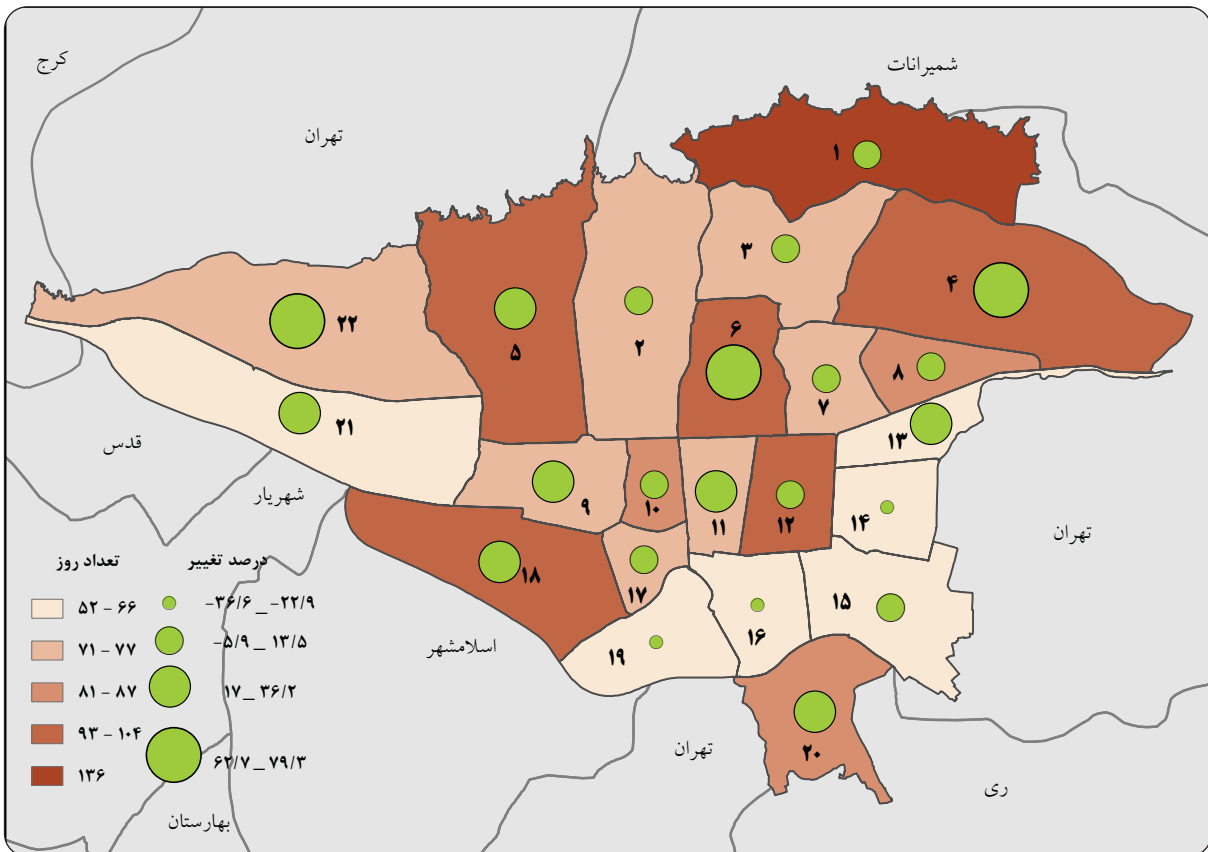 کرج
شمیرانات
تهران
۱
۳
۴
۲۲
۵
۲
۶
۷
۸
۲۱
۱۳
قدس
شهریار
۹
۱۰
۱۱
۱۲
۱۴
تهران
۱۸
۱۷
۱۵
۱۶
۱۹
اسلامشهر
۲۰
تهران
ری
بهارستان
تعداد روز درصد تغییر
۵۲ - ۶۶ -۳۶/۶ _ -۲۲/۹
۷۱ - ۷۷ -۵/۹ _ ۱۳/۵
۸۱ - ۸۷ ۱۷ _ ۳۶/۲
۹۳ - ۱۰۴ ۶۲/۷ _ ۷۹/۳
۱۳۶